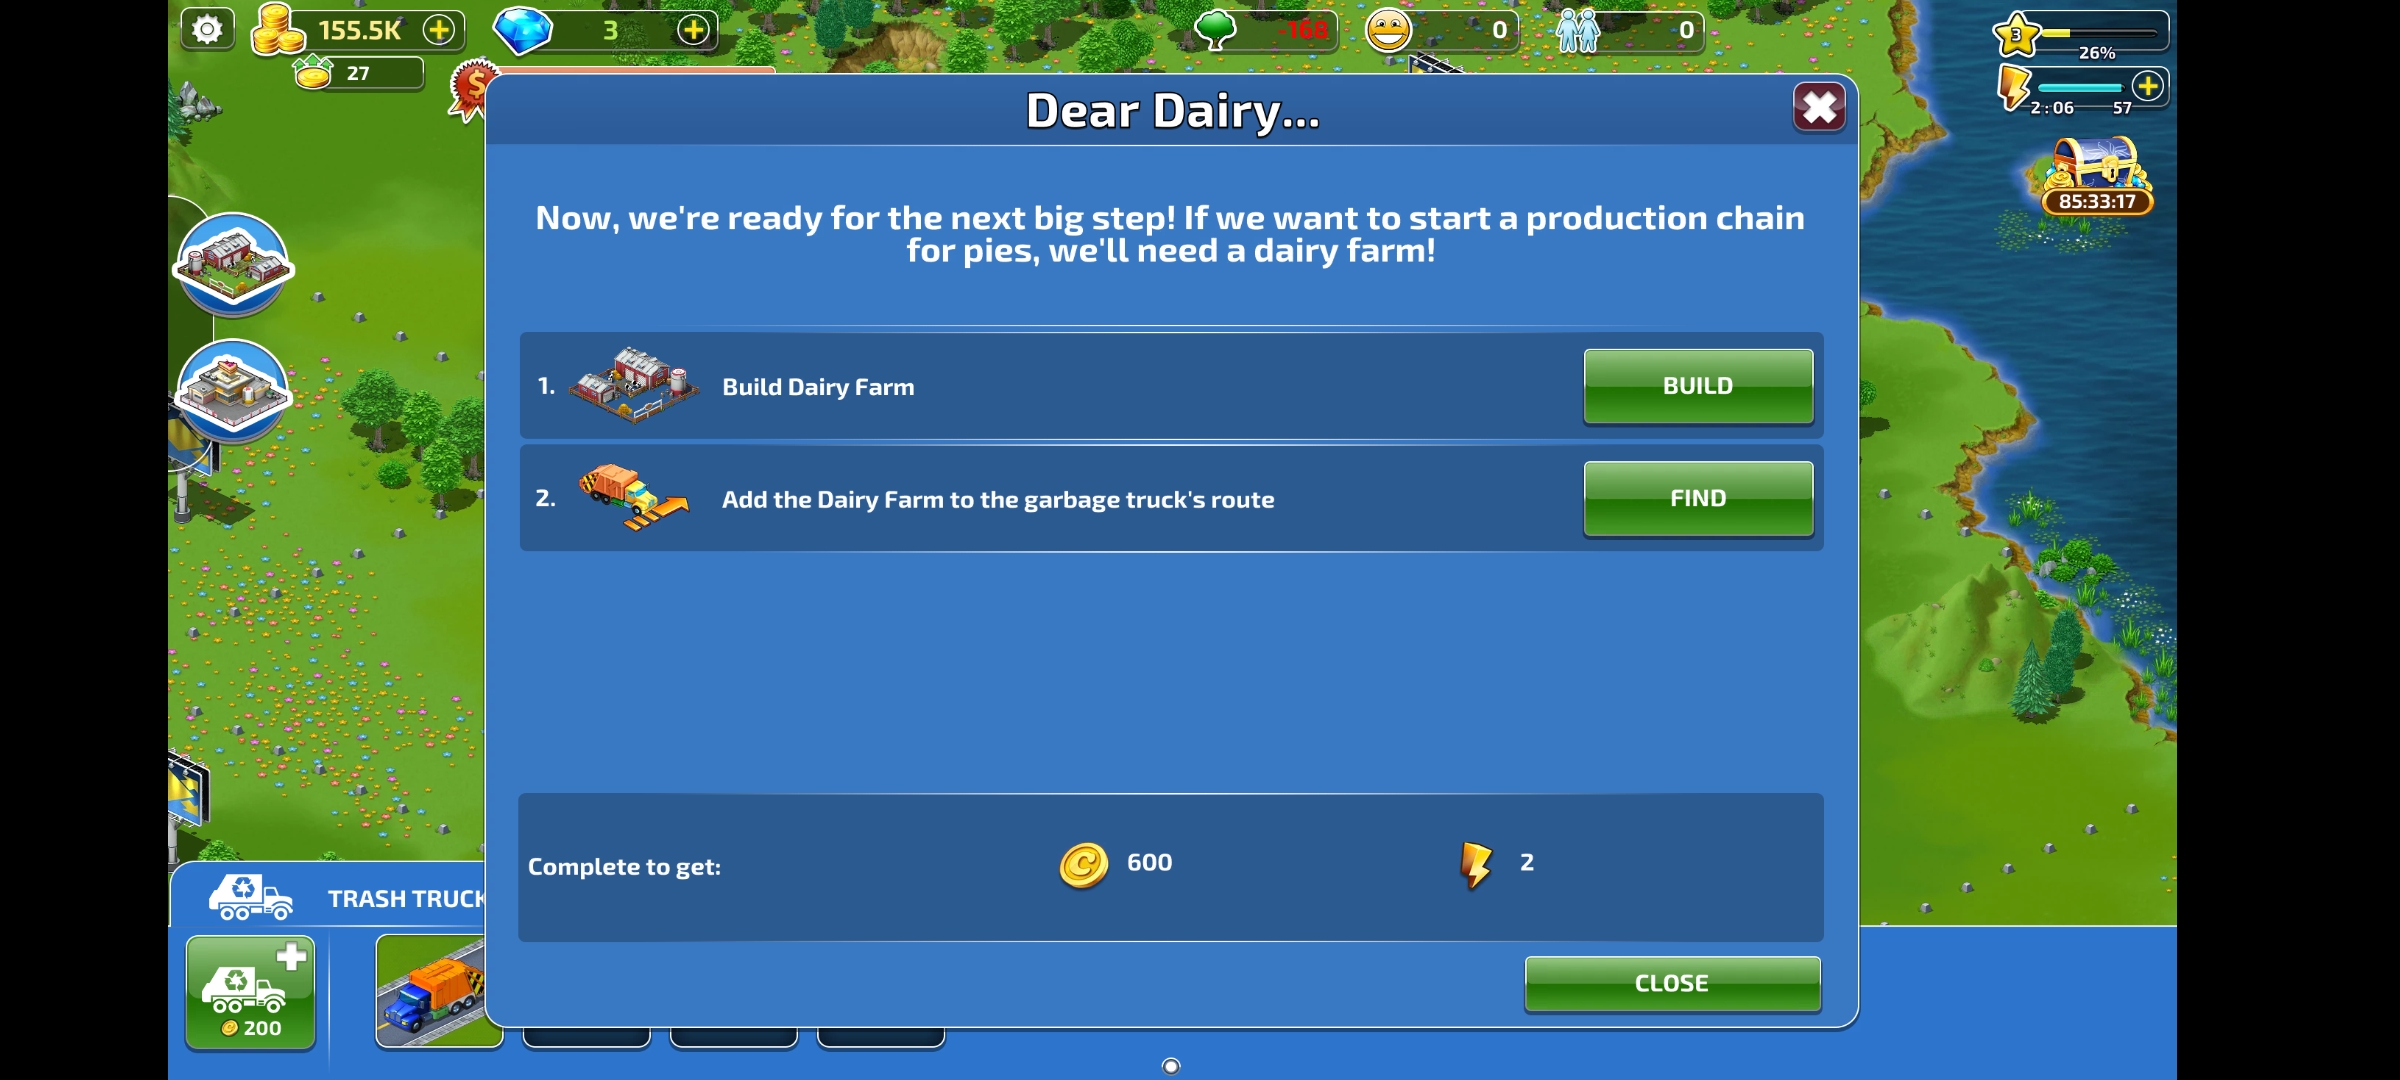 155.5K
3
-168
0
0
3
26%
27
2:06
57
Dear Dairy...
85:33:17
Now, we're ready for the next big step! If we want to start a production chain
for pies, we'll need a dairy farm!
1.
Build Dairy Farm
BUILD
2.
Add the Dairy Farm to the garbage truck's route
FIND
Complete to get:
600
2
TRASH TRUCK
CLOSE
200